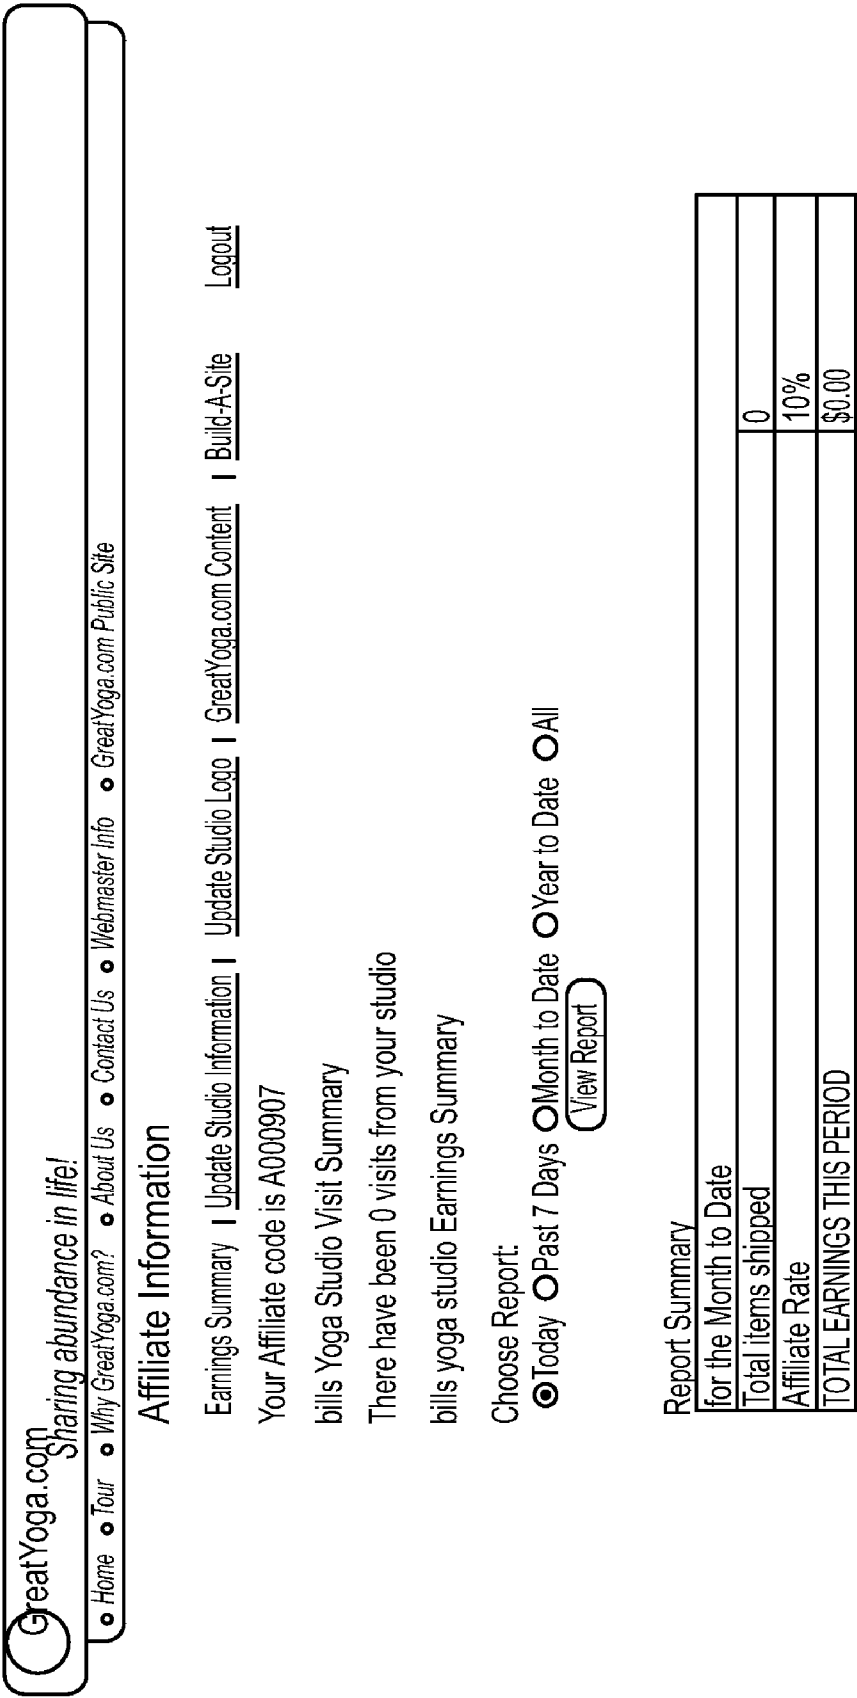 GreatYoga.com
Sharing abundance in life!
Home Tour Why GreatYoga.com? About Us Contact Us Webmaster Info GreatYoga.com Public Site
Affiliate Information
Earnings Summary | Update Studio Information | Update Studio Logo | GreatYoga.com Content | Build-A-Site Logout
Your Affiliate code is A000907
bills Yoga Studio Visit Summary
There have been 0 visits from your studio
bills yoga studio Earnings Summary
Choose Report:
Today Past 7 Days Month to Date Year to Date All
View Report
Report Summary
for the Month to Date
Total items shipped 0
Affiliate Rate 10%
TOTAL EARNINGS THIS PERIOD $0.00